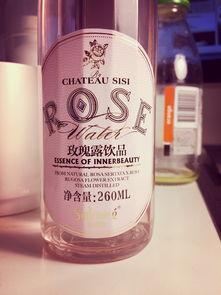 CHATEAU SISI
ROSE
Water
玫瑰露饮品
ESSENCE OF INNERBEAUTY
FROM NATURAL ROSA SERTATA X ROSA
RUGOSA FLOWER EXTRACT
STEAM DISTILLED
净含量:260ML
orange